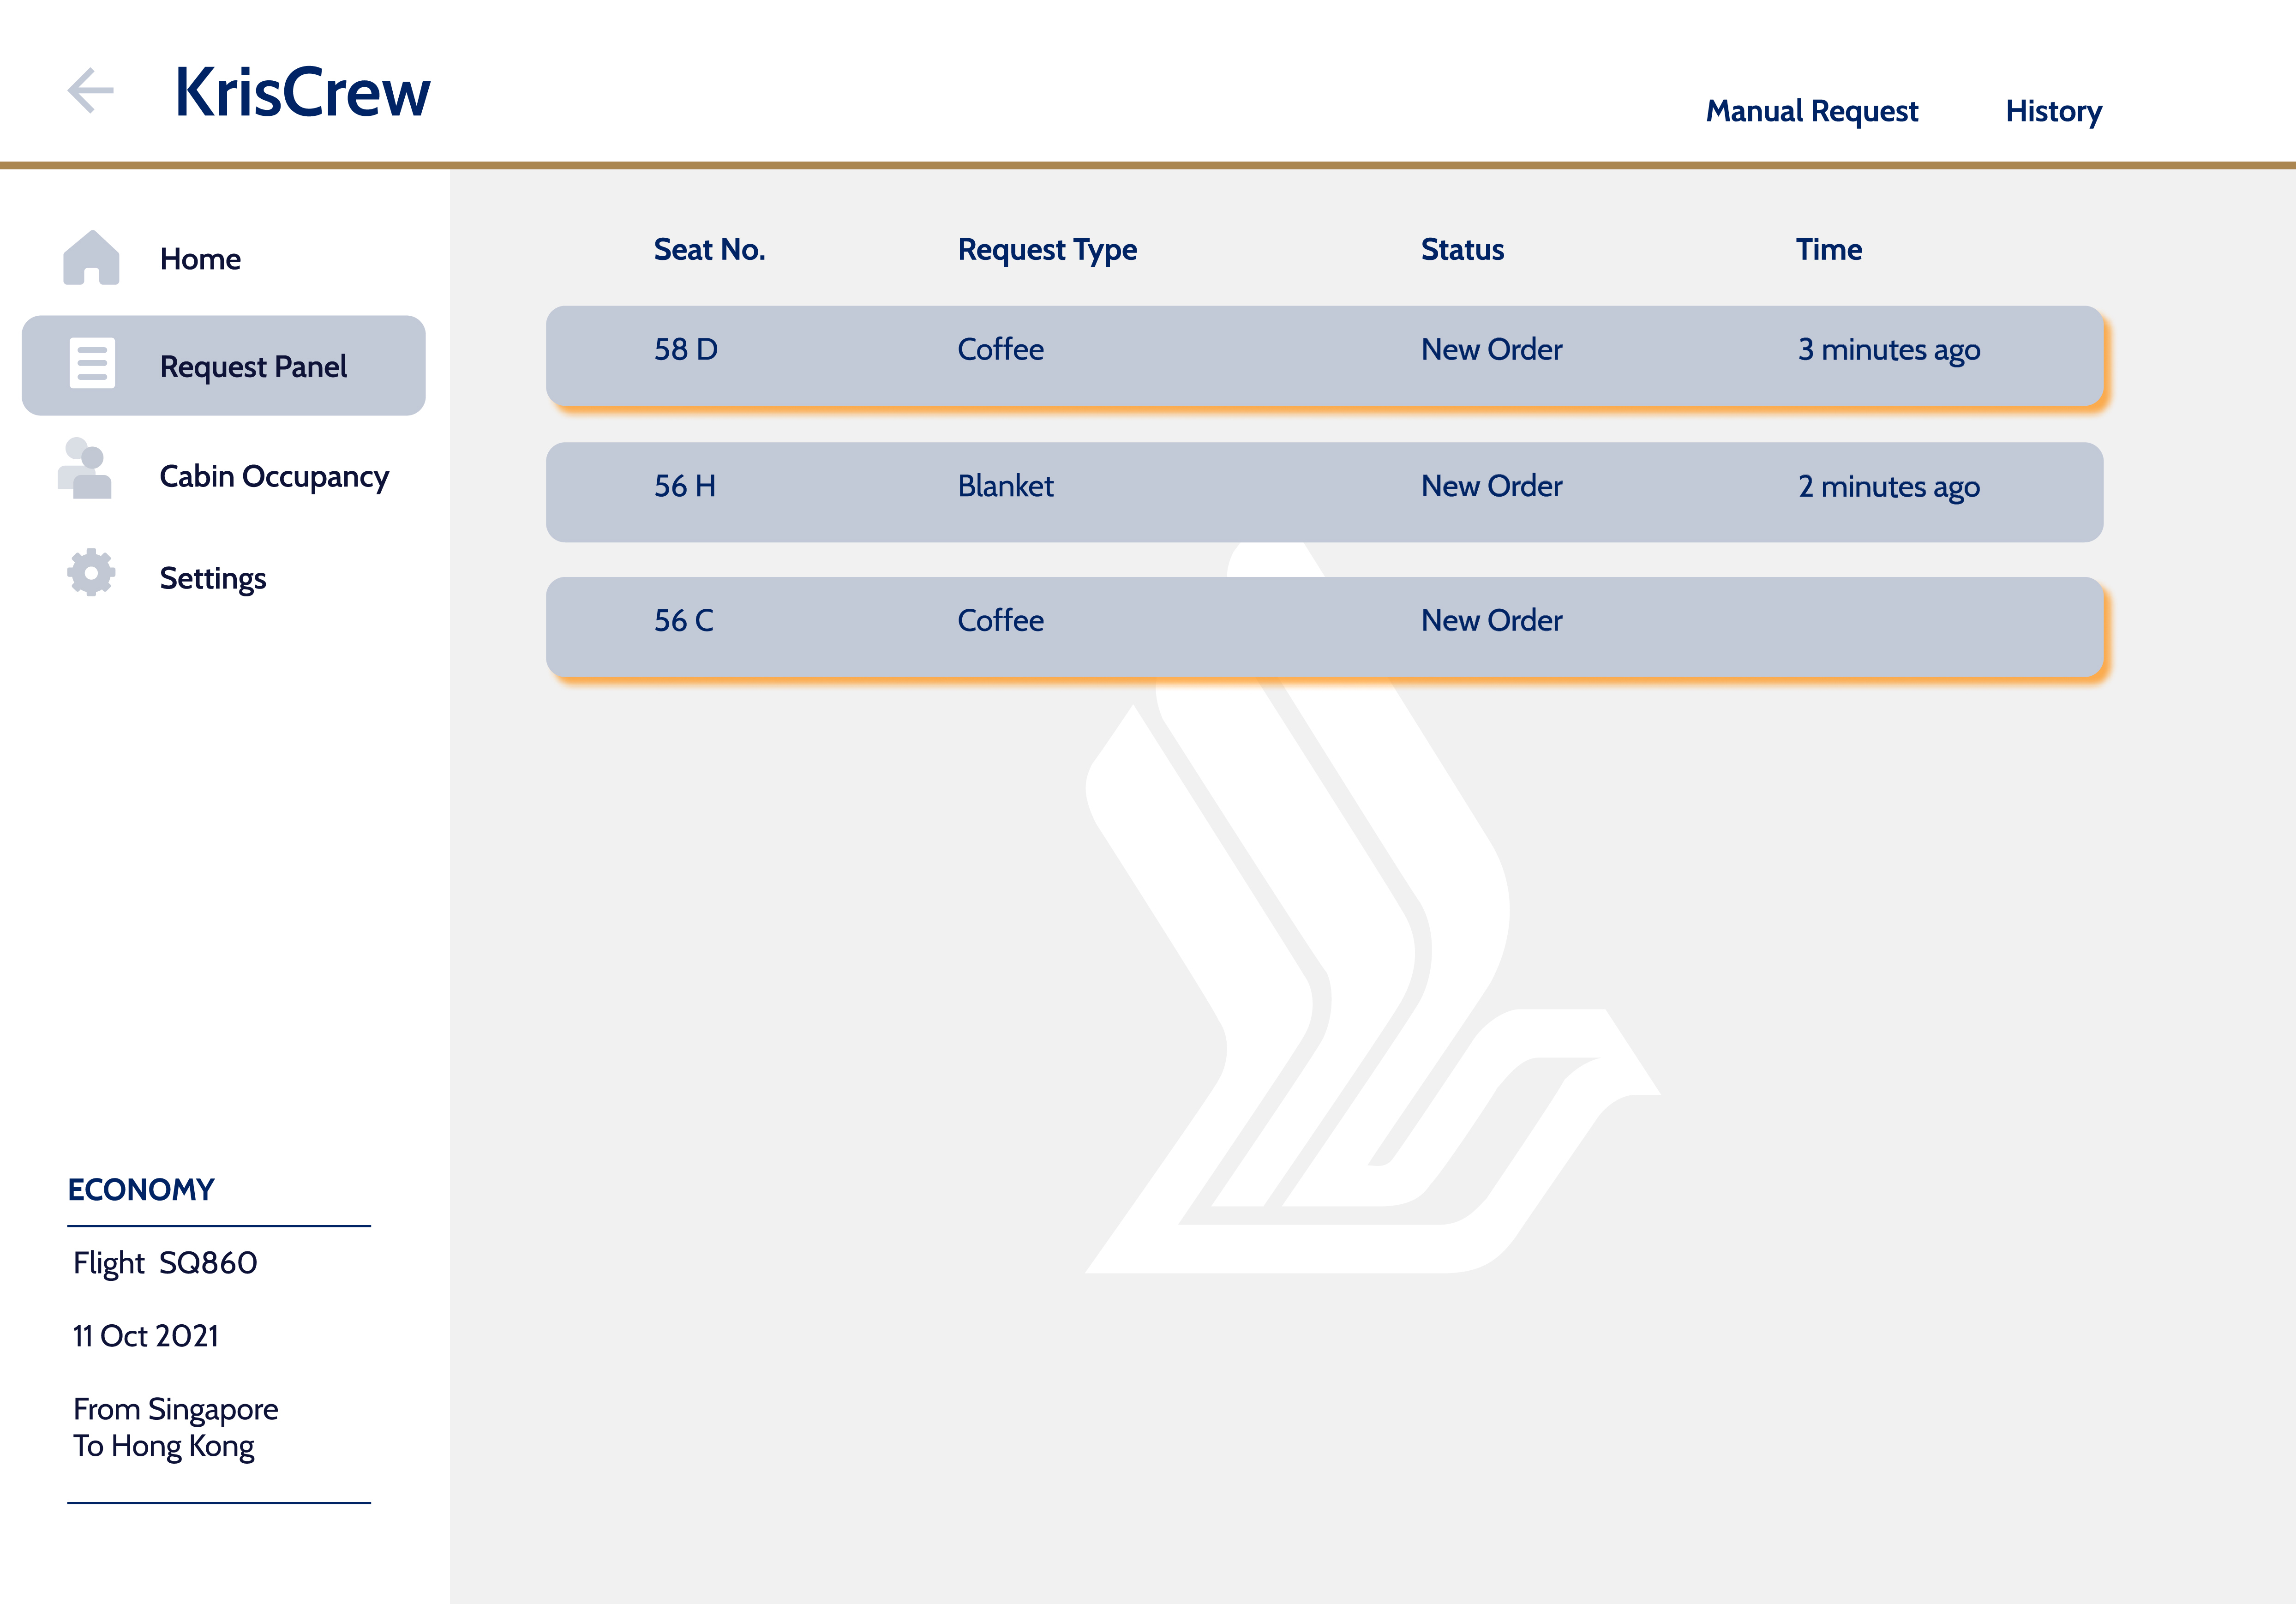 KrisCrew
Manual Request History
Home
Request Panel
Cabin Occupancy
Settings
Seat No. Request Type Status Time
58 D Coffee New Order 3 minutes ago
56 H Blanket New Order 2 minutes ago
56 C Coffee New Order
ECONOMY
Flight SQ860
11 Oct 2021
From Singapore
To Hong Kong